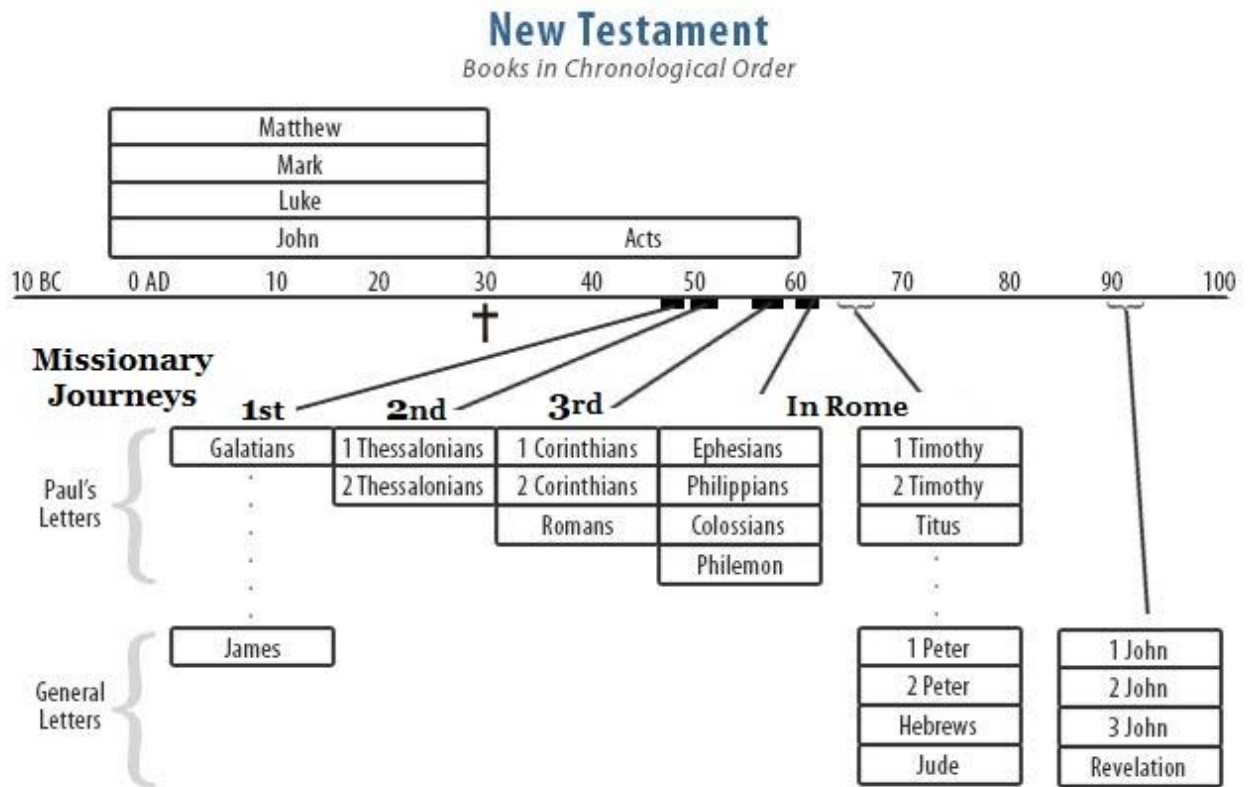 New Testament
Books in Chronological Order
Matthew
Mark
Luke
John Acts
10 BC 0 AD 10 20 30 40 50 60 70 80 90 100
Missionary
Journeys
1st 2nd 3rd In Rome
Paul's
Letters
Galatians 1 Thessalonians 1 Corinthians Ephesians 1 Timothy
2 Thessalonians 2 Corinthians Philippians 2 Timothy
Romans Colossians Titus
Philemon
General
Letters
James 1 Peter 1 John
2 Peter 2 John
Hebrews 3 John
Jude Revelation